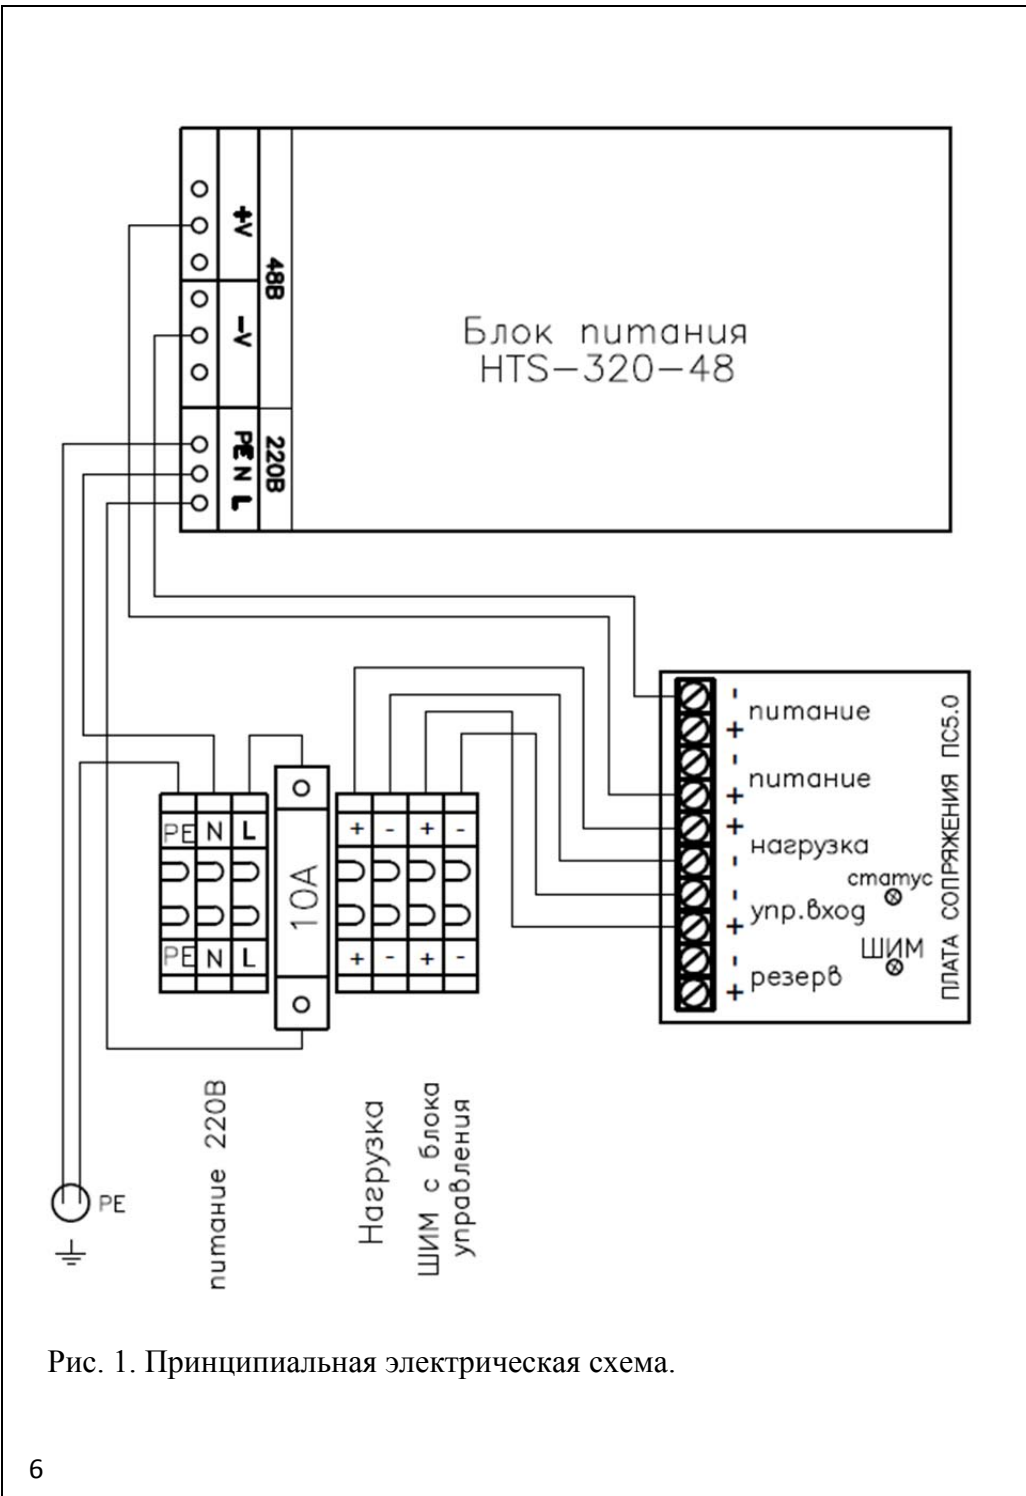 +V
48В
-V
PE N L
220В
Блок питания
HTS-320-48
- питание
+
- питание
+
+ нагрузка
-
- упр.вход
+
- резерв
+
статус
ШИМ
ПЛАТА СОПРЯЖЕНИЯ ПС5.0
PE N L
10А
+ - + -
PE N L
+ - + -
питание 220В
Нагрузка
ШИМ с блока
управления
PE
Рис. 1. Принципиальная электрическая схема.
6